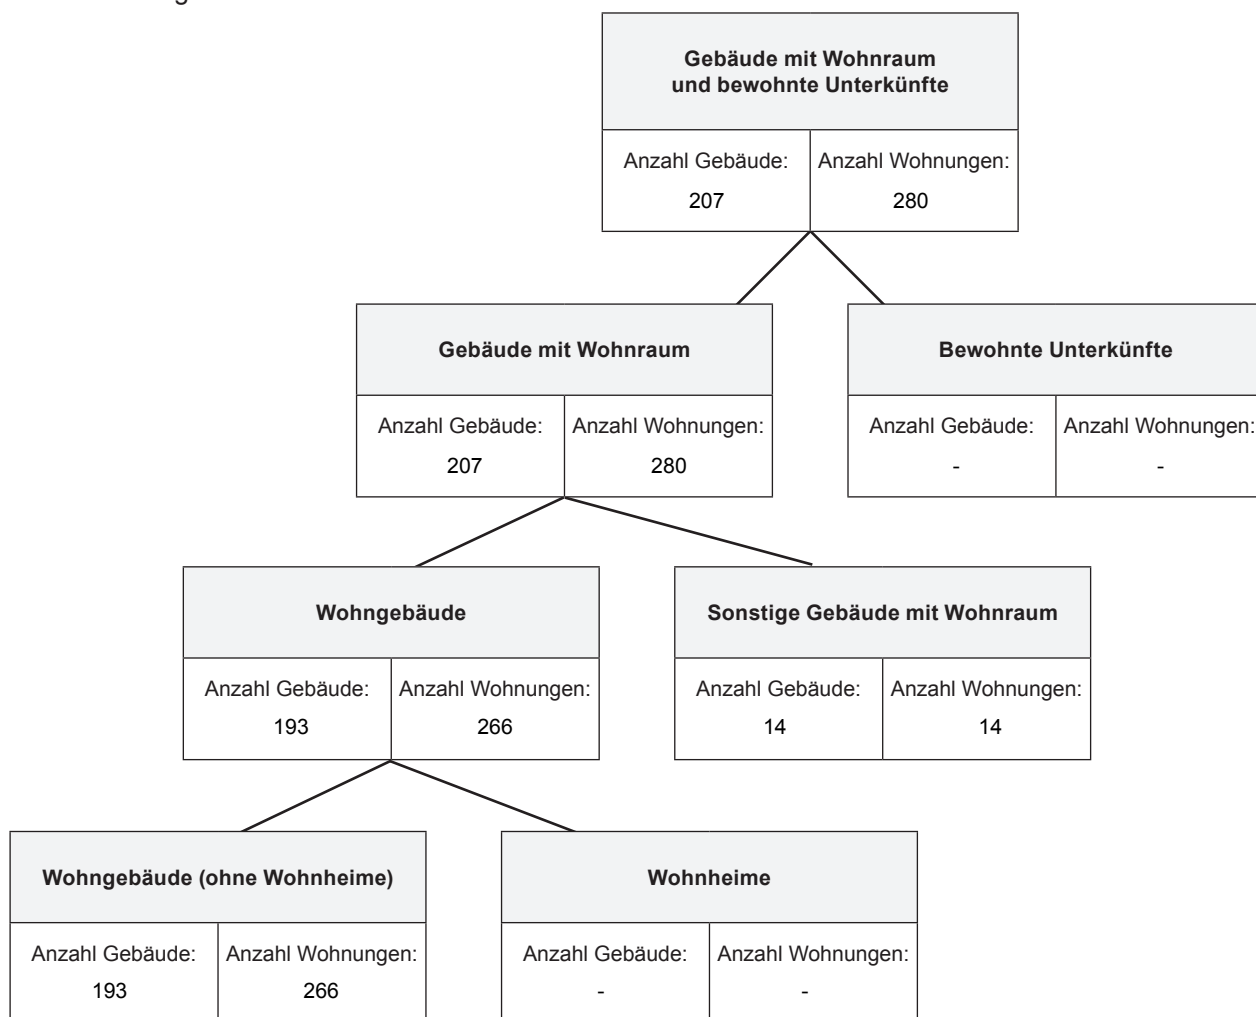 Gebäude mit Wohnraum
und bewohnte Unterkünfte
Anzahl Gebäude: Anzahl Wohnungen:
207 280
Gebäude mit Wohnraum
Bewohnte Unterkünfte
Anzahl Gebäude: Anzahl Wohnungen:
207 280
Anzahl Gebäude: Anzahl Wohnungen:
- -
Wohngebäude
Sonstige Gebäude mit Wohnraum
Anzahl Gebäude: Anzahl Wohnungen:
193 266
Anzahl Gebäude: Anzahl Wohnungen:
14 14
Wohngebäude (ohne Wohnheime)
Wohnheime
Anzahl Gebäude: Anzahl Wohnungen:
193 266
Anzahl Gebäude: Anzahl Wohnungen:
- -